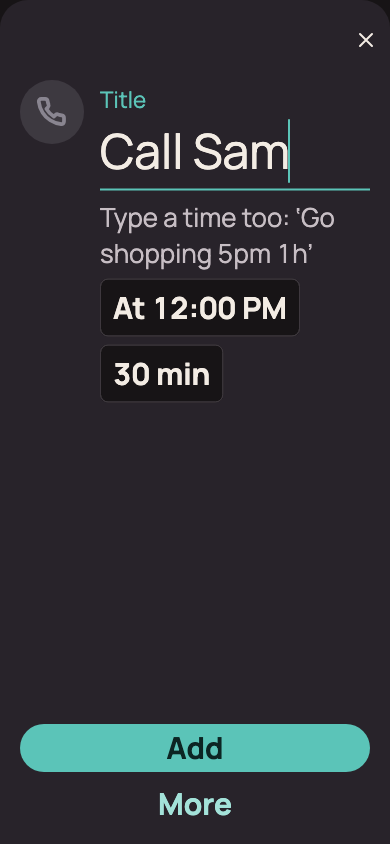 Title
Call Sam
Type a time too: ‘Go
shopping 5pm 1h’
At 12:00 PM
30 min
Add
More